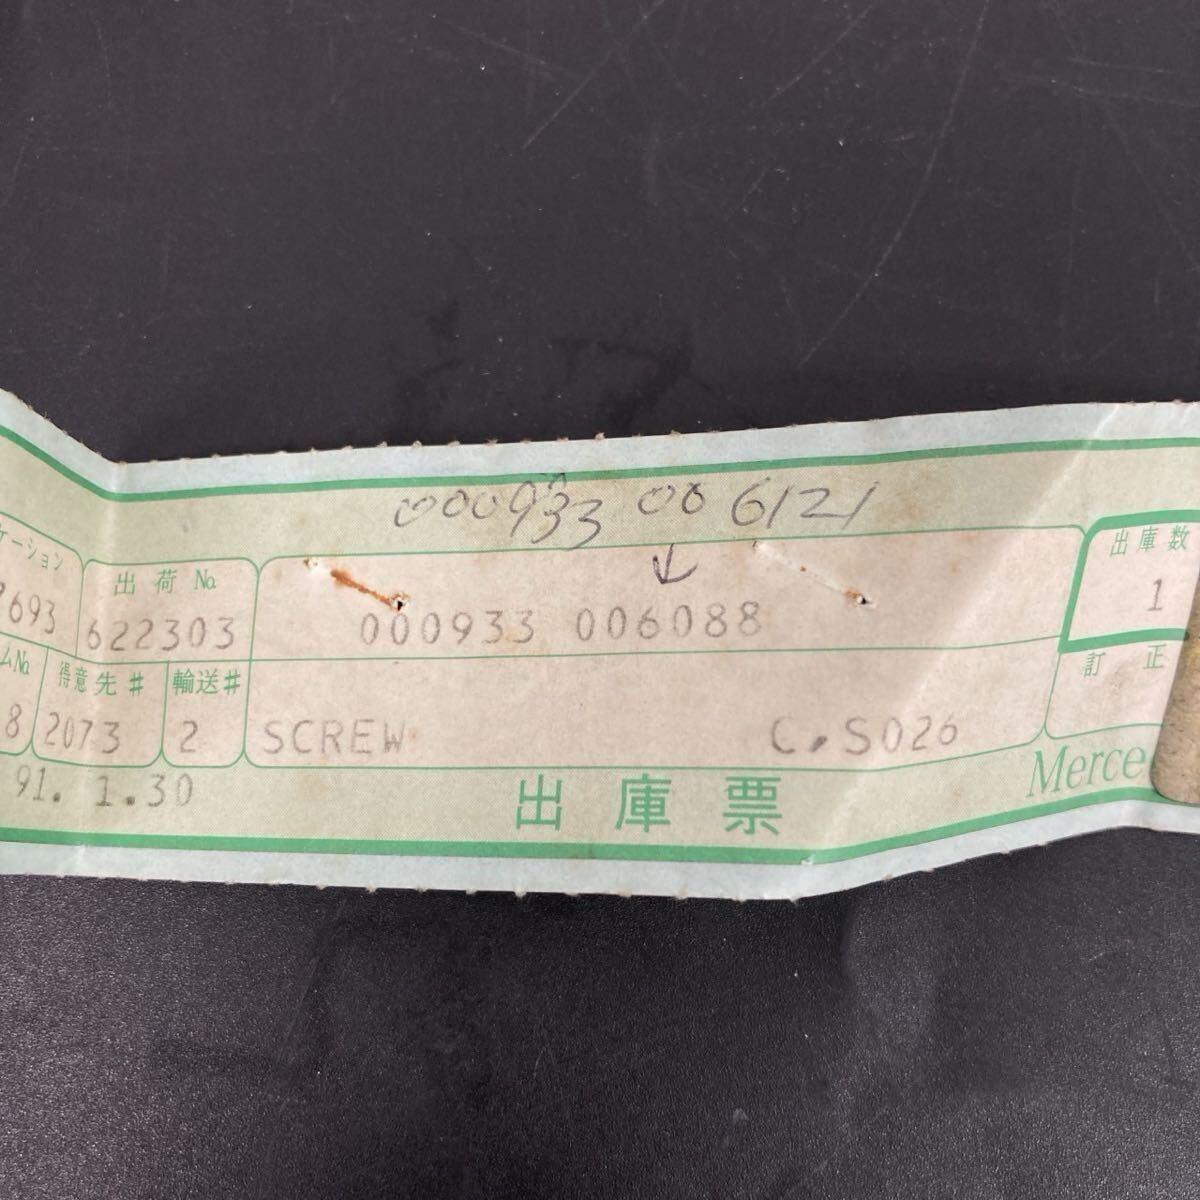 000933 00 6121
ケーション
出荷No.
出庫数
693
622303
000933 006088
1
ムNo.
得意先#
輸送#
訂正
8
2073
2
SCREW
C.S026
91. 1.30
出庫票
Merce